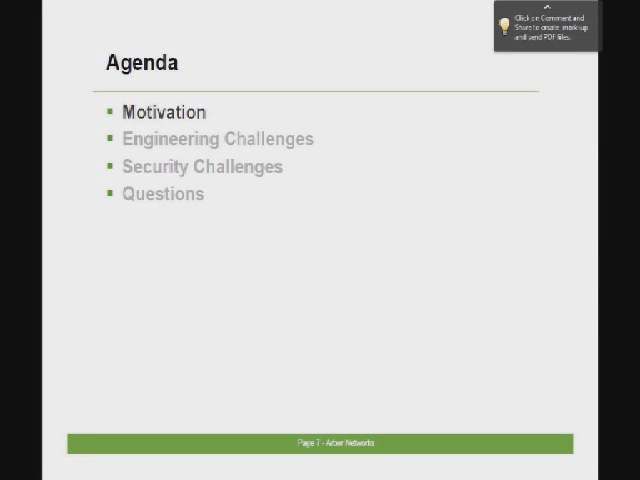 Click on Comment and
Share to create, mark-up
and send PDF files.
Agenda
Motivation
Engineering Challenges
Security Challenges
Questions
Page 7 - Arbor Networks